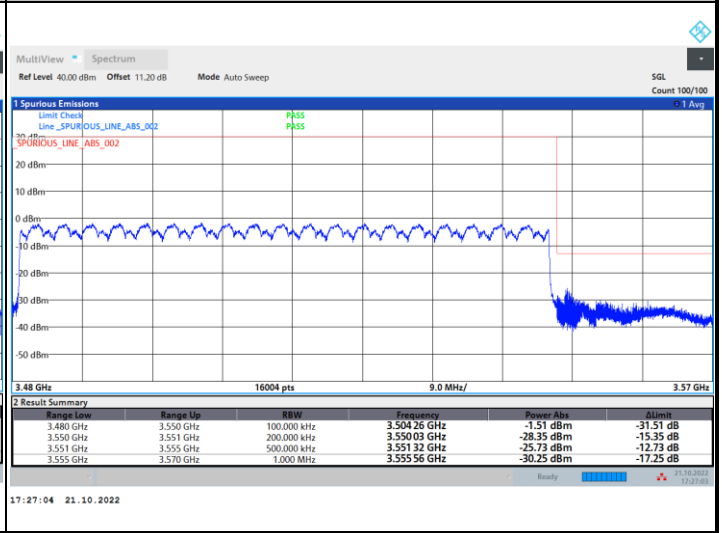 MultiView Spectrum
Ref Level 40.00 dBm Offset 11.20 dB Mode Auto Sweep SGL
Count 100/100
1 Spurious Emissions 1 Avg
Limit Check PASS
Line _SPURIOUS_LINE_ABS_002 PASS
30 dBm
SPURIOUS_LINE_ABS_002
20 dBm
10 dBm
0 dBm
-10 dBm
-20 dBm
-30 dBm
-40 dBm
-50 dBm
3.48 GHz 16004 pts 9.0 MHz/ 3.57 GHz
2 Result Summary
Range Low Range Up RBW Frequency Power Abs ΔLimit
3.480 GHz 3.550 GHz 100.000 kHz 3.504 26 GHz -1.51 dBm -31.51 dB
3.550 GHz 3.551 GHz 200.000 kHz 3.550 03 GHz -28.35 dBm -15.35 dB
3.551 GHz 3.555 GHz 500.000 kHz 3.551 32 GHz -25.73 dBm -12.73 dB
3.555 GHz 3.570 GHz 1.000 MHz 3.555 56 GHz -30.25 dBm -17.25 dB
Ready 21.10.2022
17:27:03
17:27:04 21.10.2022